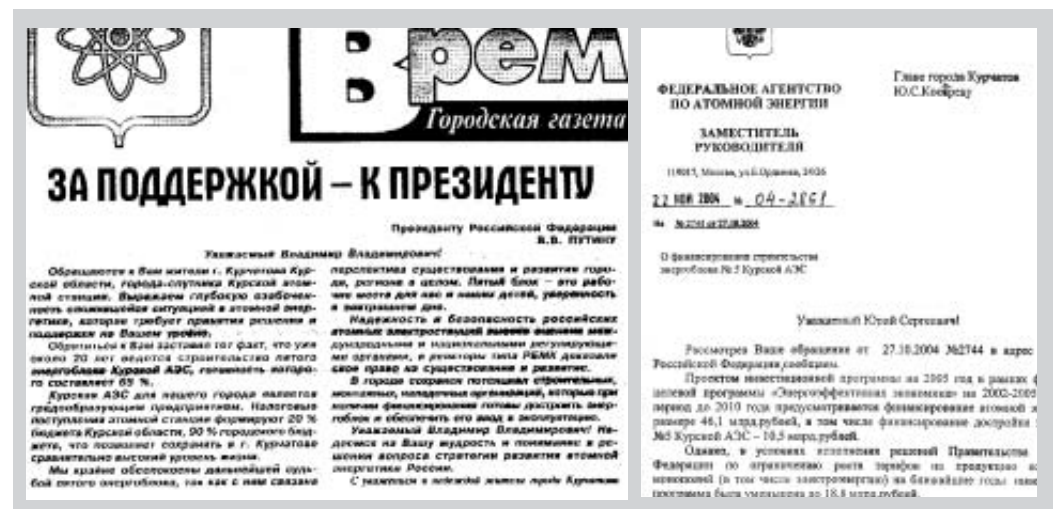 Время
Городская газета
ЗА ПОДДЕРЖКОЙ – К ПРЕЗИДЕНТУ
Президенту Российской Федерации
В.В. ПУТИНУ
Уважаемый Владимир Владимирович!
Обращаются к Вам жители г. Курчатова Кур-
ской области, города-спутника Курской атом-
ной станции. Выражаем глубокую озабочен-
ность сложившейся ситуацией в атомной энер-
гетике, которая требует принятия решения и
поддержки на Вашем уровне.
Обратиться к Вам заставил тот факт, что уже
около 20 лет ведется строительство пятого
энергоблока Курской АЭС, готовность которо-
го составляет 65 %.
Курская АЭС для нашего города является
градообразующим предприятием. Налоговые
поступления атомной станции формируют 20 %
бюджета Курской области, 90 % городского бюд-
жета, что позволяет сохранить в г. Курчатове
сравнительно высокий уровень жизни.
Мы крайне обеспокоены дальнейшей судь-
бой пятого энергоблока, так как с ним связана
перспектива существования и развития горо-
да, региона в целом. Пятый блок – это рабо-
чие места для нас и наших детей, уверенность
в завтрашнем дне.
Надежность и безопасность российских
атомных электростанций высоко оценена меж-
дународными и национальными регулирующи-
ми органами, а реакторы типа РБМК доказали
свое право на существование и развитие.
В городе сохранен потенциал строительных,
монтажных, наладочных организаций, которые при
наличии финансирования готовы достроить энер-
гоблок и обеспечить его ввод в эксплуатацию.
Уважаемый Владимир Владимирович! На-
деемся на Вашу мудрость и понимание в ре-
шении вопроса стратегии развития атомной
энергетики России.
С уважением и надеждой жители города Курчатова
ФЕДЕРАЛЬНОЕ АГЕНТСТВО
ПО АТОМНОЙ ЭНЕРГИИ
ЗАМЕСТИТЕЛЬ
РУКОВОДИТЕЛЯ
Москва, ул.Б.Ордынка, 24/26
22 НОЯ 2004 № 04-2861
На от 27.10.2004
О финансировании строительства
энергоблока № 5 Курской АЭС
Главе города Курчатов
Ю.С.
Уважаемый Юрий Сергеевич!
Рассмотрев Ваше обращение от 27.10.2004 №2744 в адрес
Российской Федерации, сообщаем.
Проектом инвестиционной программы на 2005 год в рамках ф
целевой программы «Энергоэффективная экономика» на 2002-2005
период до 2010 года предусматривается финансирование атомной э
размере 46,1 млрд.рублей, в том числе финансирование достройки
№5 Курской АЭС – 10,5 млрд.рублей.
Однако, в условиях исполнения решений Правительства
Федерации по ограничению роста тарифов на продукцию
монополий (в том числе электроэнергию) на ближайшие годы
программа была уменьшена до 18,8 млрд.рублей.